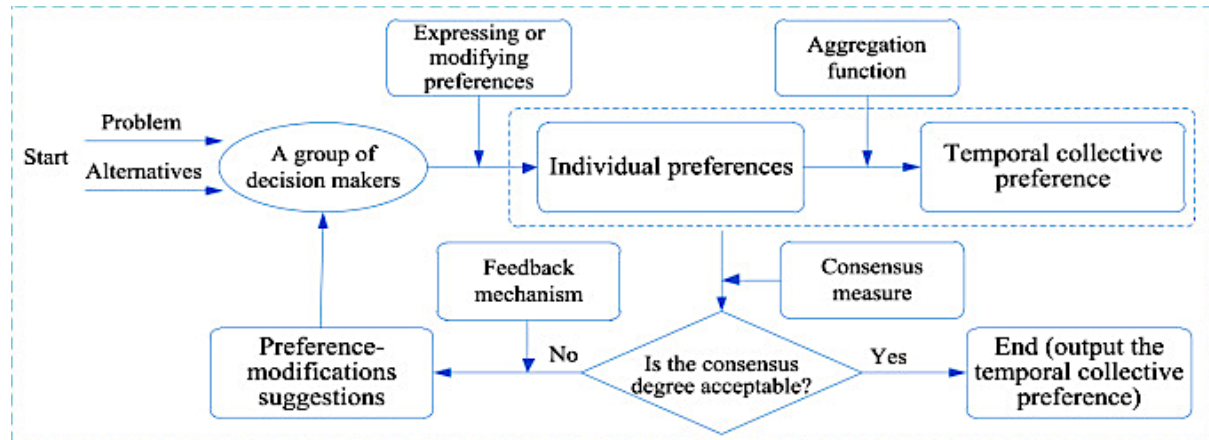 Expressing or
modifying
preferences
Aggregation
function
Start
Problem
Alternatives
A group of
decision makers
Individual preferences
Temporal collective
preference
Feedback
mechanism
Consensus
measure
Preference-
modifications
suggestions
No
Is the consensus
degree acceptable?
Yes
End (output the
temporal collective
preference)